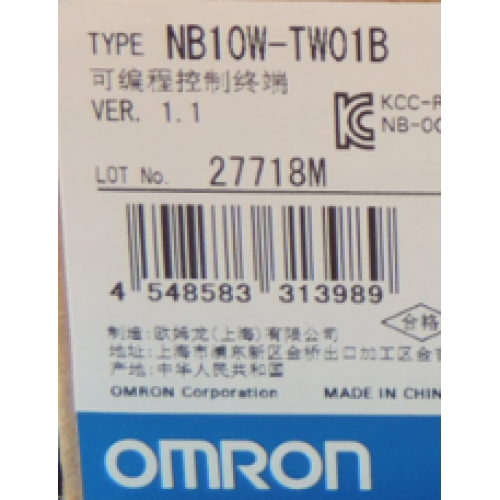 TYPE NB10W-TW01B
可编程控制终端
VER. 1.1
KCC-R
NB-0
LOT No. 27718M
4 548583 313989
合格
制造:欧姆龙(上海)有限公司
地址:上海市浦东新区金桥出口加工区金
产地:中华人民共和国
OMRON Corporation MADE IN CHIN
OMRON